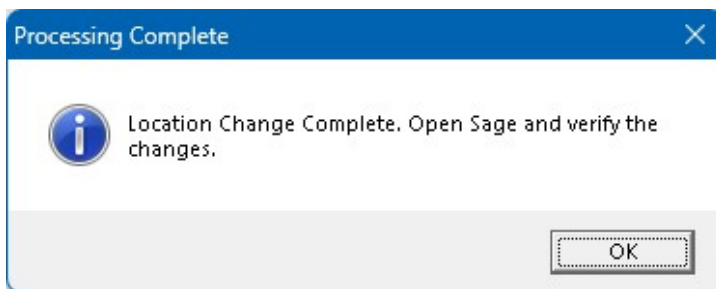 Processing Complete
Location Change Complete. Open Sage and verify the
changes.
OK